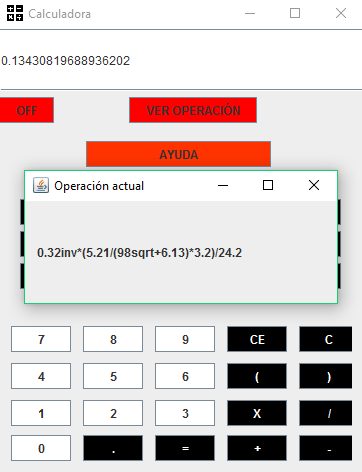 Calculadora
0.13430819688936202
OFF VER OPERACIÓN
AYUDA
Operación actual
0.32inv*(5.21/(98sqrt+6.13)*3.2)/24.2
7 8 9 CE C
4 5 6 ( )
1 2 3 X /
0 . = + -